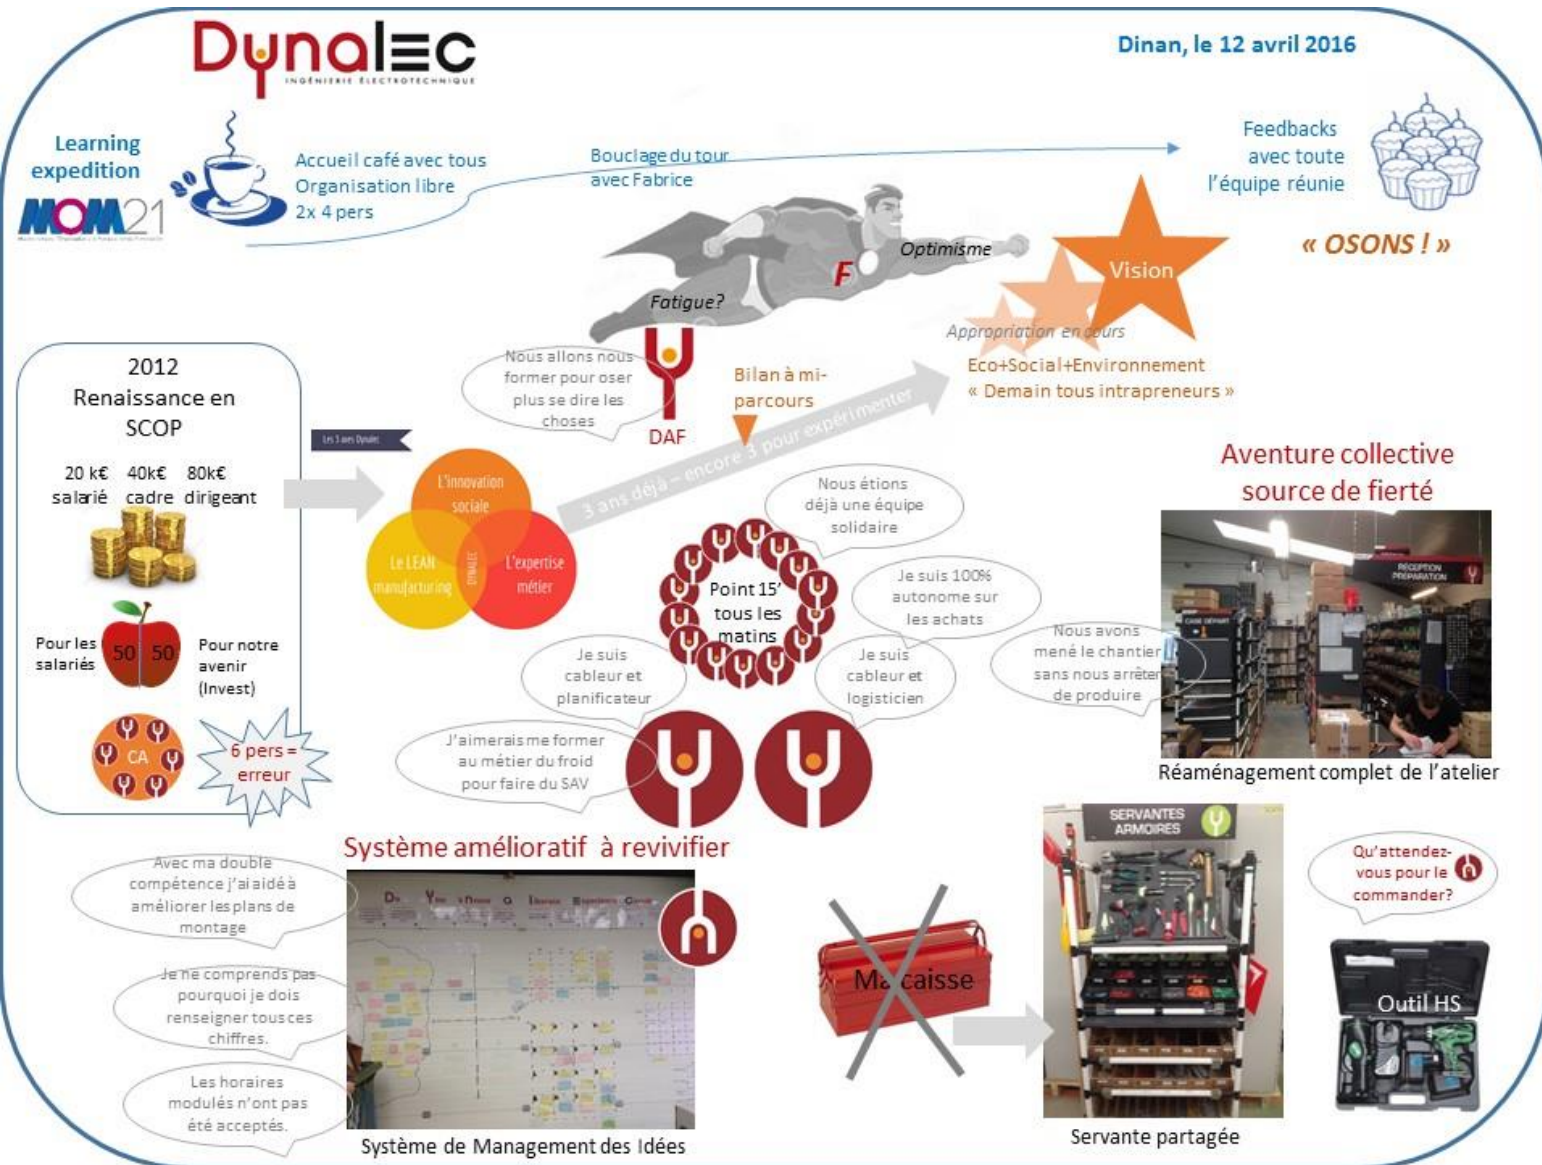 Dynalec
INGÉNIERIE ÉLECTROTECHNIQUE
Dinan, le 12 avril 2016
Learning
expedition
MOM21
Accueil café avec tous
Organisation libre
2x 4 pers
Bouclage du tour
avec Fabrice
Feedbacks
avec toute
l'équipe réunie
« OSONS ! »
Optimisme
F
Fatigue?
Vision
Appropriation en cours
Eco+Social+Environnement
« Demain tous intrapreneurs »
2012
Renaissance en
SCOP
20 k€ 40k€ 80k€
salarié cadre dirigeant
Pour les
salariés
50 50
Pour notre
avenir
(Invest)
CA
6 pers =
erreur
Les 3 axes Dynalec
L'innovation
sociale
Le LEAN
manufacturing
DYNALEC
L'expertise
métier
Nous allons nous
former pour oser
plus se dire les
choses
DAF
Bilan à mi-
parcours
3 ans déjà – encore 3 pour expérimenter
Nous étions
déjà une équipe
solidaire
Point 15'
tous les
matins
Je suis 100%
autonome sur
les achats
Je suis
cableur et
planificateur
Je suis
cableur et
logisticien
J'aimerais me former
au métier du froid
pour faire du SAV
Nous avons
mené le chantier
sans nous arrêter
de produire
Aventure collective
source de fierté
RECEPTION
PREPARATION
CASE DÉPART
Réaménagement complet de l'atelier
Système amélioratif à revivifier
Avec ma double
compétence j'ai aidé à
améliorer les plans de
montage
Je ne comprends pas
pourquoi je dois
renseigner tous ces
chiffres.
Les horaires
modulés n'ont pas
été acceptés.
Système de Management des Idées
Ma caisse
SERVANTES
ARMOIRES
Servante partagée
Qu'attendez-
vous pour le
commander?
Outil HS